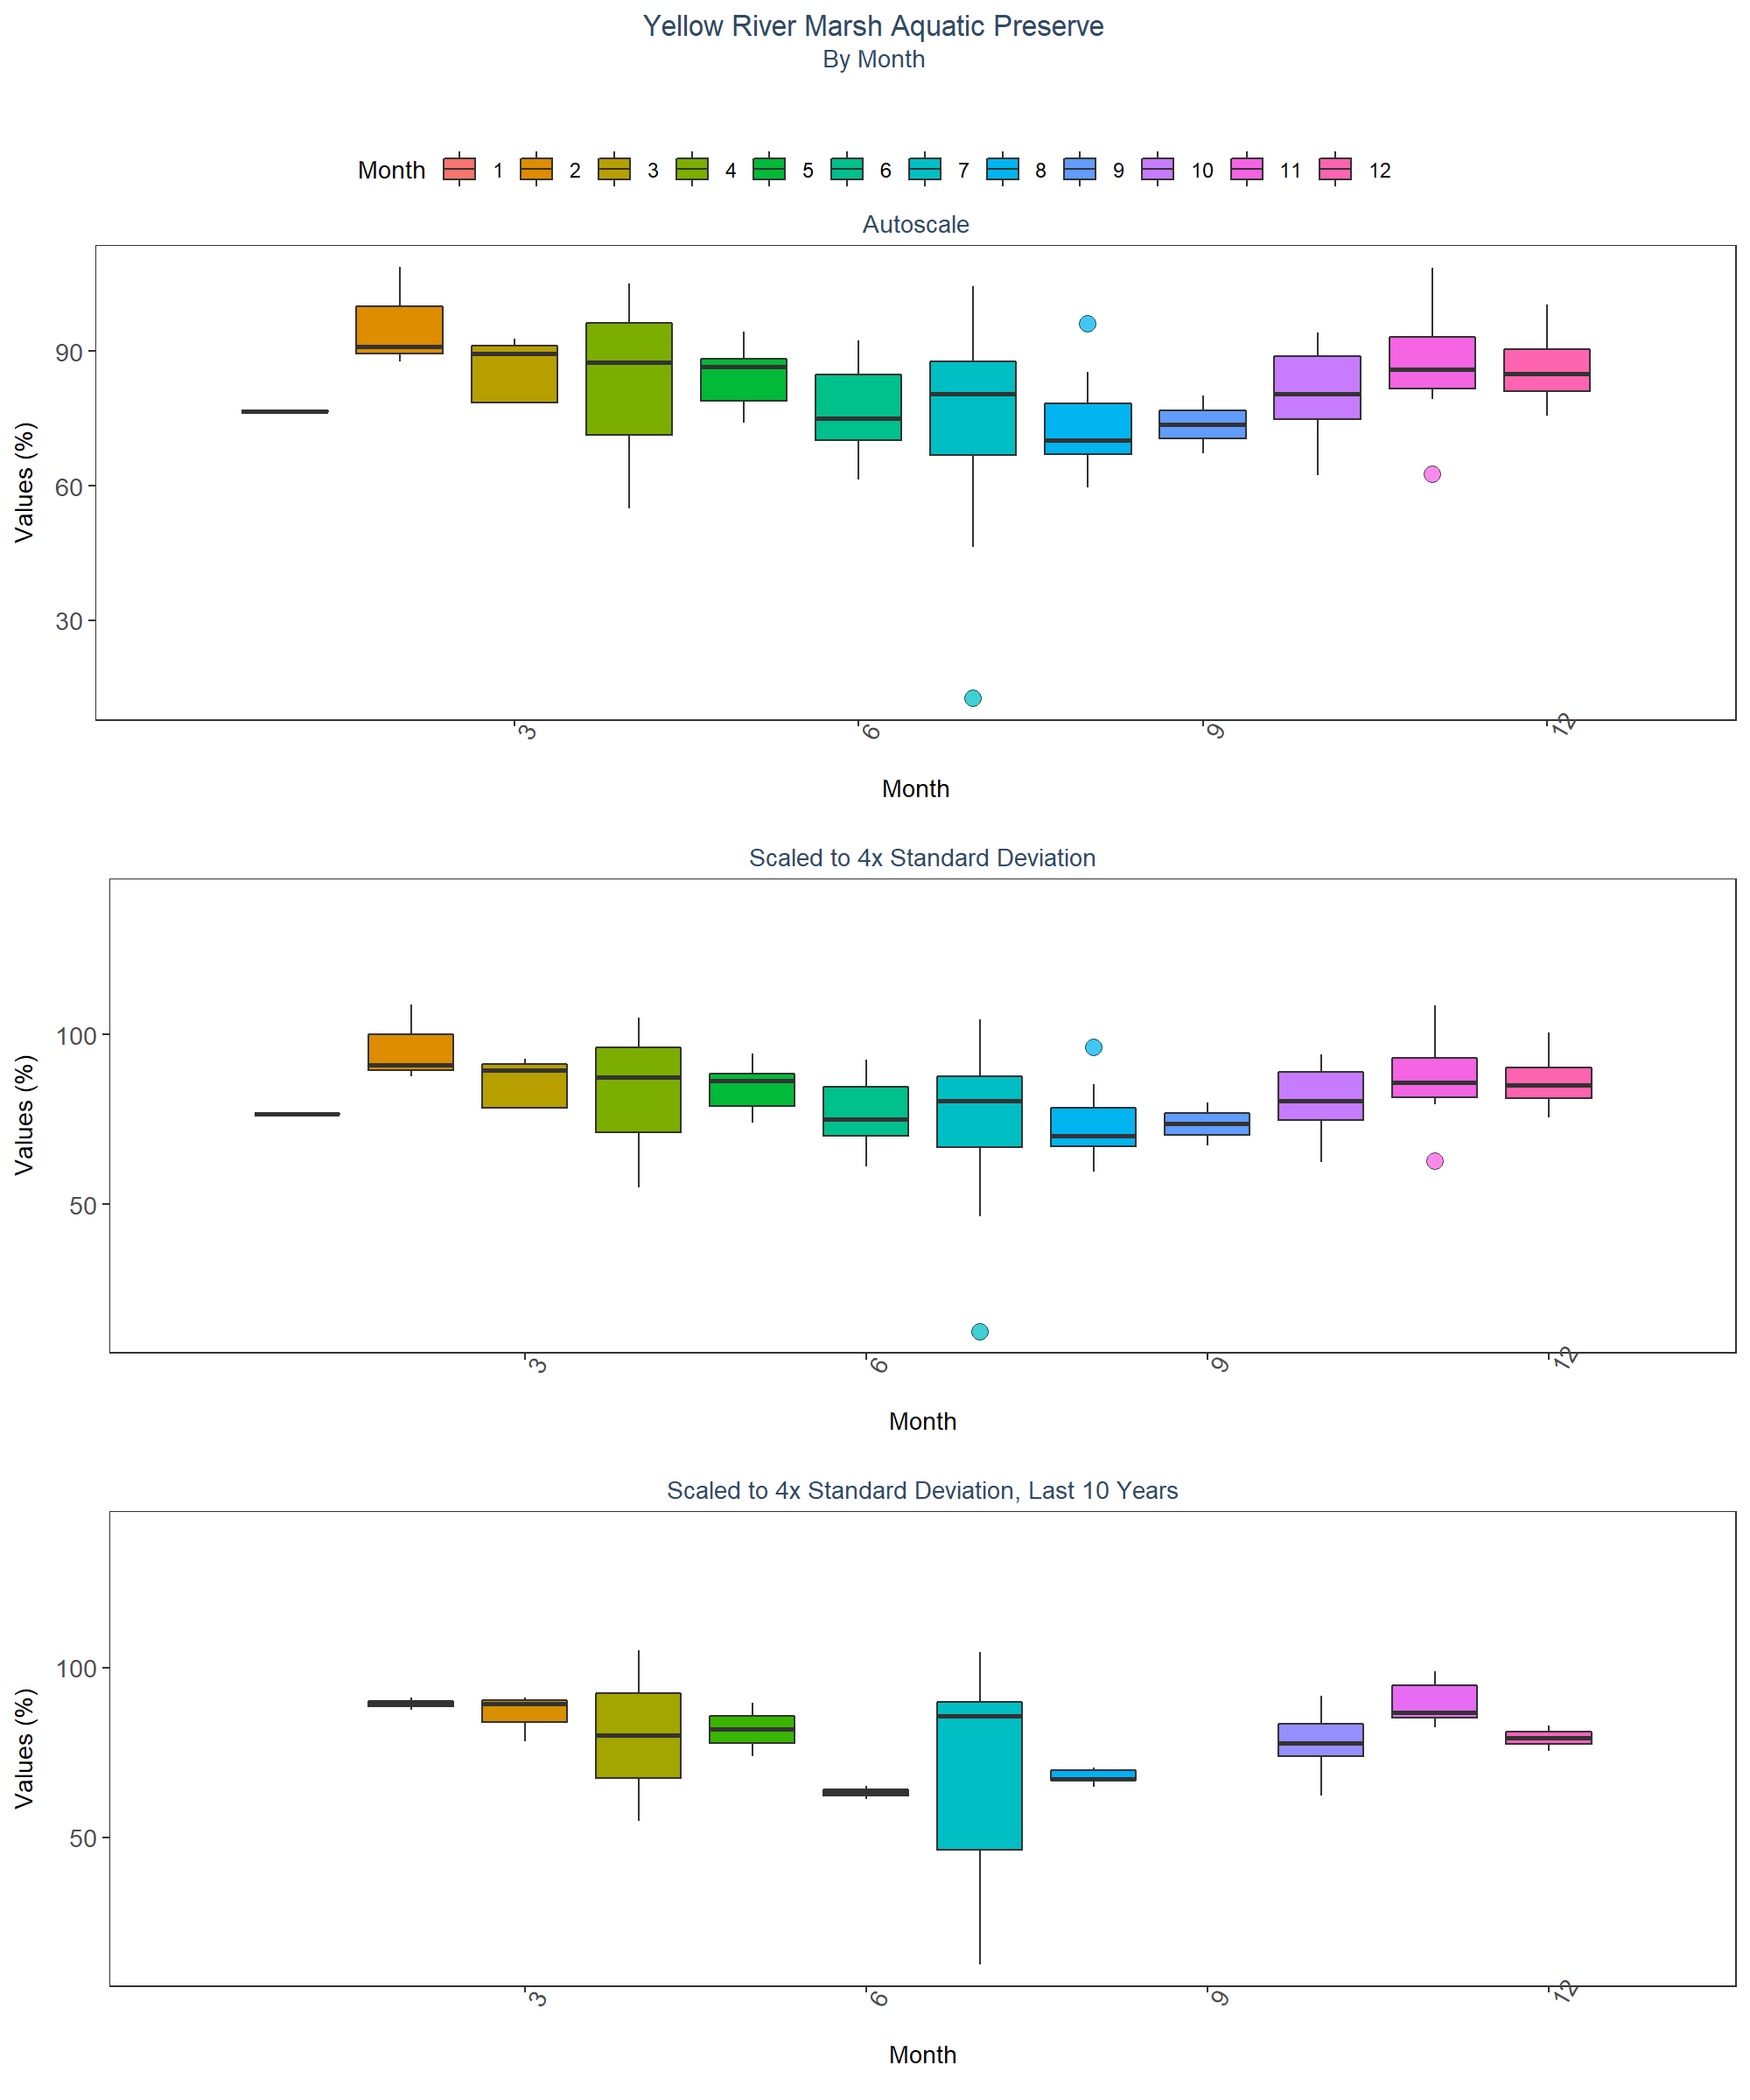 Yellow River Marsh Aquatic Preserve
By Month
Month 1 2 3 4 5 6 7 8 9 10 11 12
Autoscale
Values (%)
90
60
30
3 6 9 12
Month
Scaled to 4x Standard Deviation
Values (%)
100
50
3 6 9 12
Month
Scaled to 4x Standard Deviation, Last 10 Years
Values (%)
100
50
3 6 9 12
Month